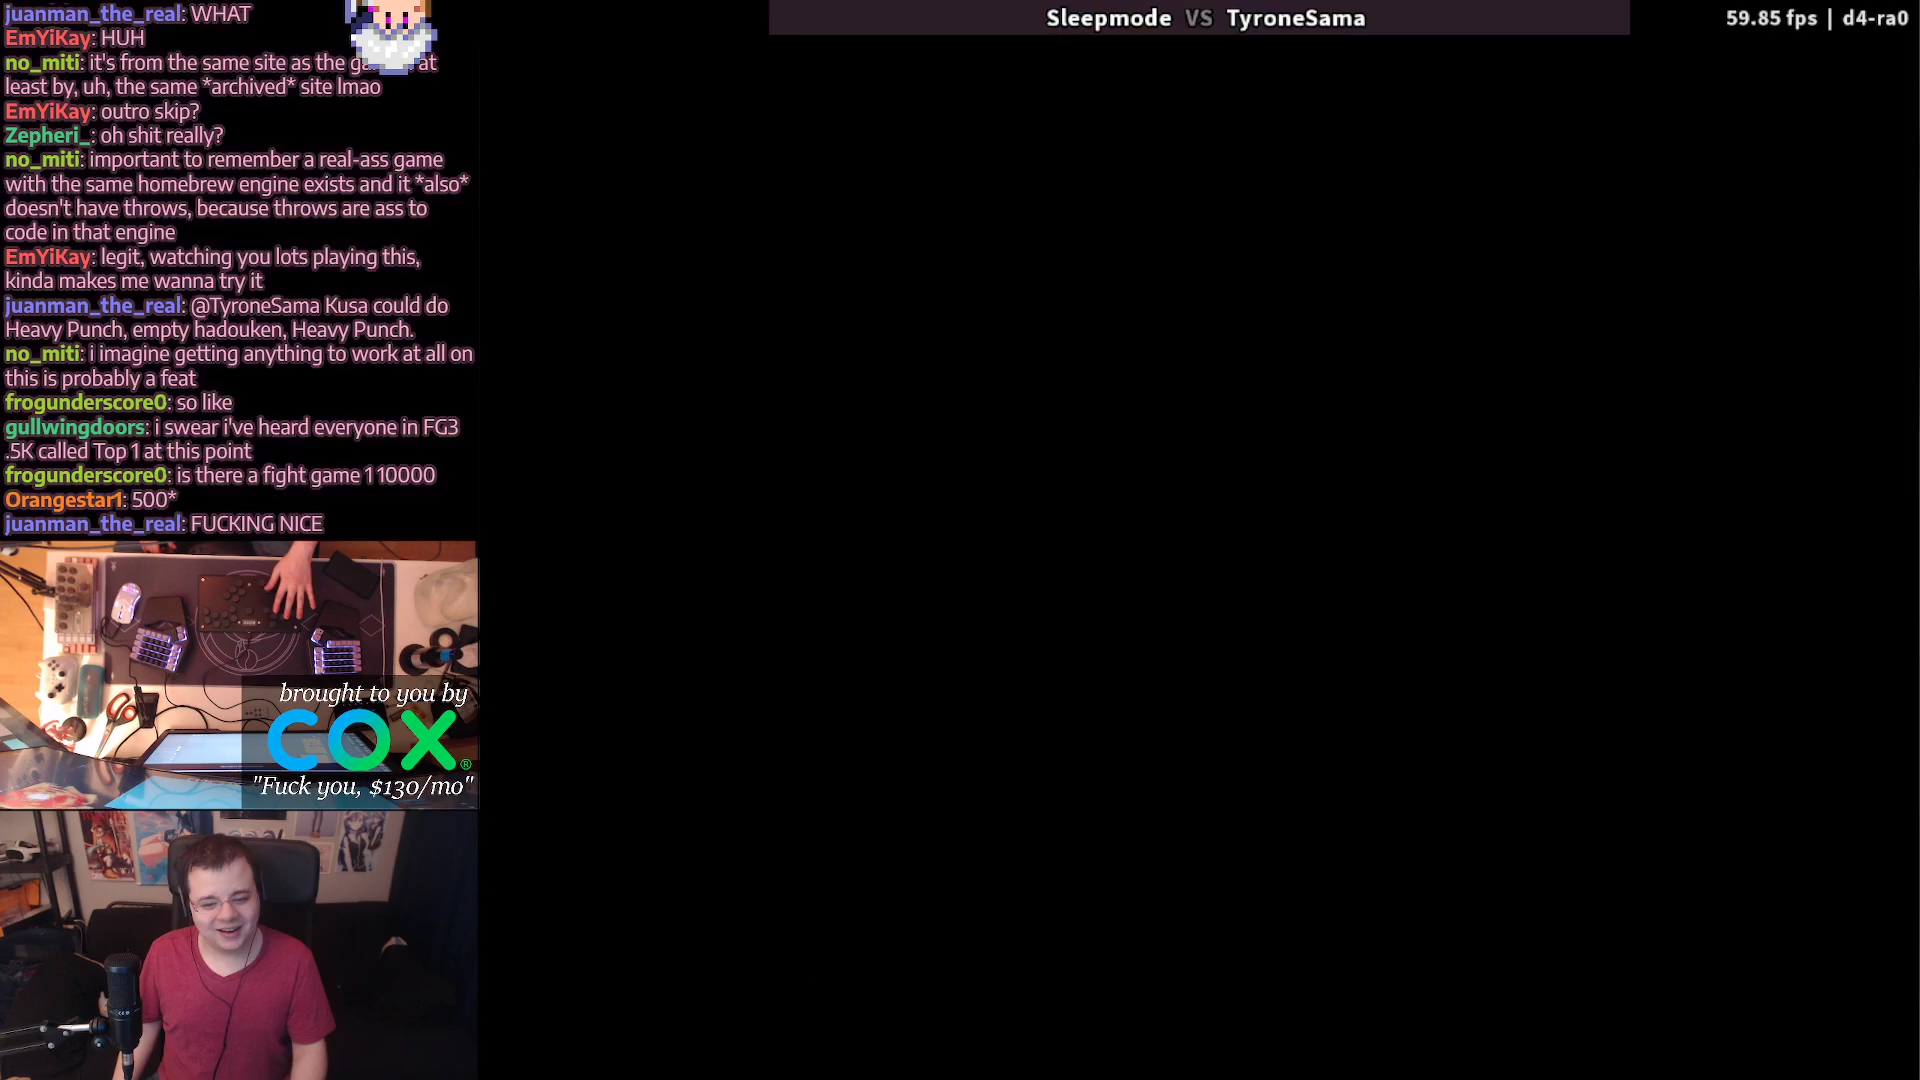 juanman_the_real: WHAT
EmYiKay: HUH
no_miti: it's from the same site as the ga at
least by, uh, the same *archived* site lmao
EmYiKay: outro skip?
Zepheri_: oh shit really?
no_miti: important to remember a real-ass game
with the same homebrew engine exists and it *also*
doesn't have throws, because throws are ass to
code in that engine
EmYiKay: legit, watching you lots playing this,
kinda makes me wanna try it
juanman_the_real: @TyroneSama Kusa could do
Heavy Punch, empty hadouken, Heavy Punch.
no_miti: i imagine getting anything to work at all on
this is probably a feat
frogunderscore0: so like
gullwingdoors: i swear i've heard everyone in FG3
.5K called Top 1 at this point
frogunderscore0: is there a fight game 1 10000
Orangestar1: 500*
juanman_the_real: FUCKING NICE
brought to you by
COX®
"Fuck you, $130/mo"
Sleepmode VS TyroneSama
59.85 fps | d4-ra0